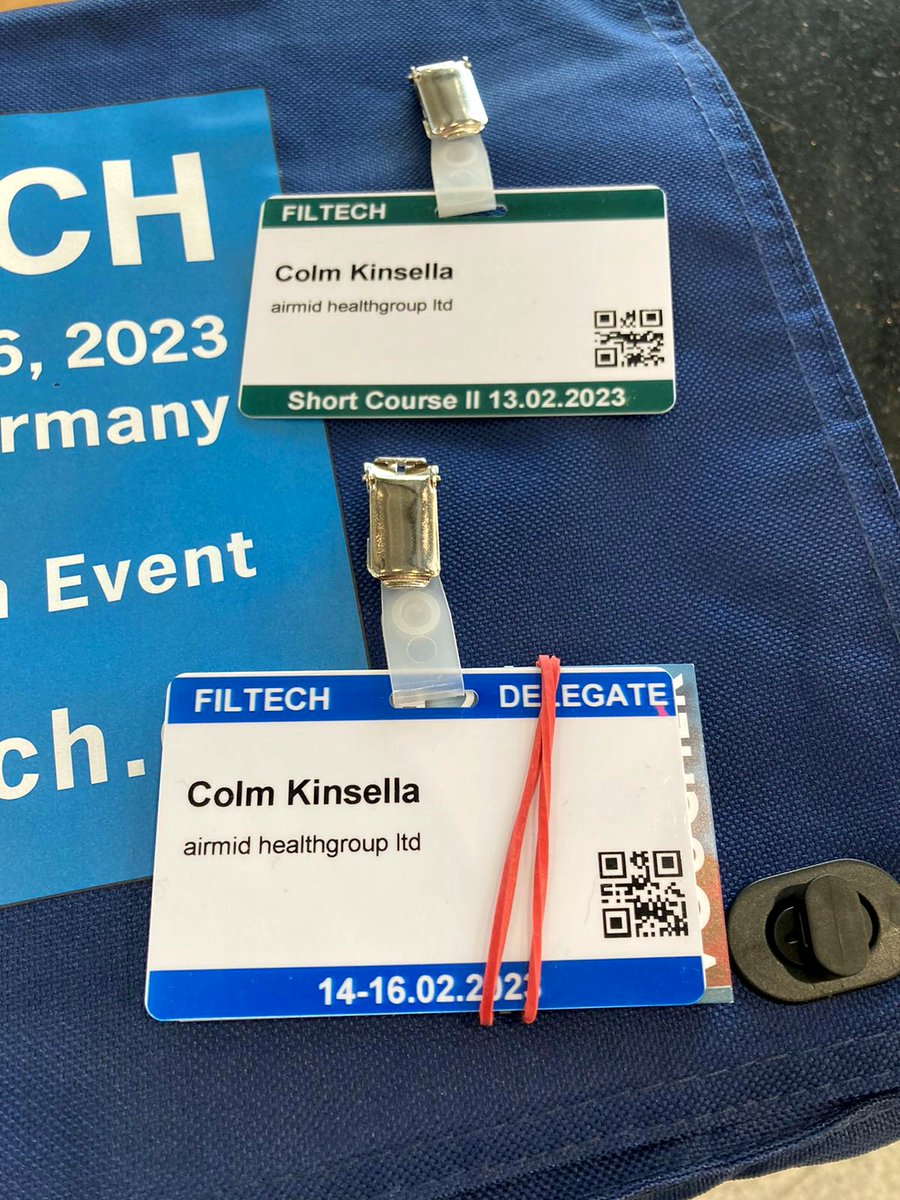 CH
6, 2023
rmany
n Event
ch.
FILTECH
Colm Kinsella
airmid healthgroup ltd
Short Course II 13.02.2023
FILTECH DELEGATE
Colm Kinsella
airmid healthgroup ltd
14-16.02.2023